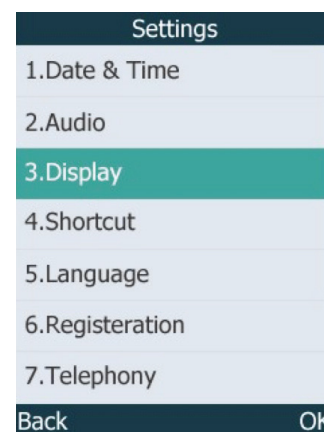 Settings
1.Date & Time
2.Audio
3.Display
4.Shortcut
5.Language
6.Registeration
7.Telephony
Back OK